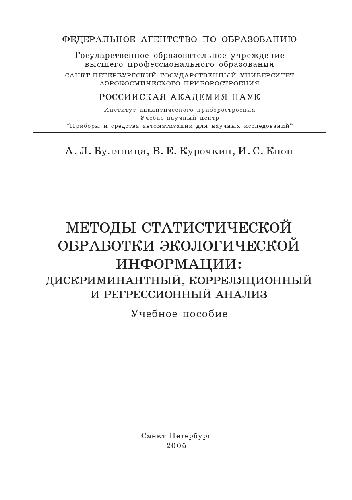 ФЕДЕРАЛЬНОЕ АГЕНТСТВО ПО ОБРАЗОВАНИЮ
Государственное образовательное учреждение
высшего профессионального образования
САНКТ-ПЕТЕРБУРГСКИЙ ГОСУДАРСТВЕННЫЙ УНИВЕРСИТЕТ
АЭРОКОСМИЧЕСКОГО ПРИБОРОСТРОЕНИЯ
РОССИЙСКАЯ АКАДЕМИЯ НАУК
Институт аналитического приборостроения
Учебно-научный центр
"Приборы и средства автоматизации для научных исследований"
А. Л. Буляница, В. Е. Курочкин, И. С. Кноп
МЕТОДЫ СТАТИСТИЧЕСКОЙ
ОБРАБОТКИ ЭКОЛОГИЧЕСКОЙ
ИНФОРМАЦИИ:
ДИСКРИМИНАНТНЫЙ, КОРРЕЛЯЦИОННЫЙ
И РЕГРЕССИОННЫЙ АНАЛИЗ
Учебное пособие
Санкт-Петербург
2005